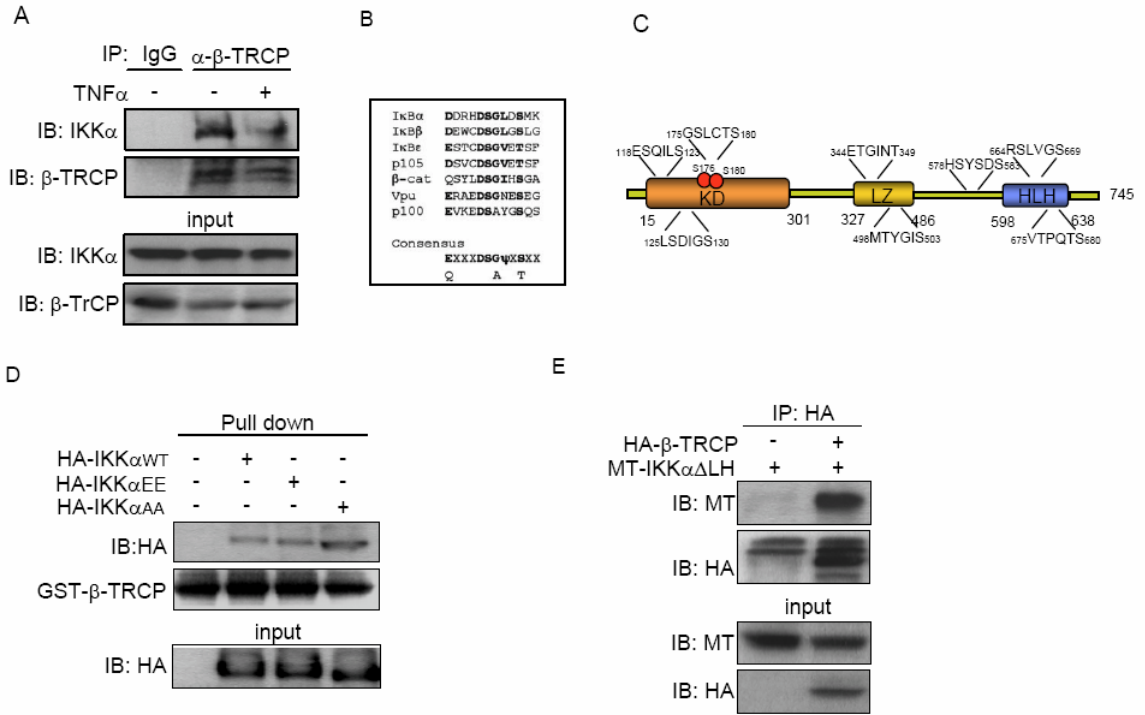 A
IP: IgG α-β-TRCP
TNFα - - +
IB: IKKα
IB: β-TRCP
input
IB: IKKα
IB: β-TrCP
B
IκBα DDRHDSGLDSMK
IκBβ DEWCDSGLGSLG
IκBε ESTCDSGVETSF
p105 DSVCDSGVETSF
β-cat QSYLDSGIHSGA
Vpu ERAEDSGNESEG
p100 EVKEDSAYGSQS
Consensus
EXXXDSGψXSXX
Q A T
C
175GSLCTS180
118ESQILS123
S176 S180
344ETGINT349
578HSYSDS583
664RSLVGS669
KD LZ HLH 745
15 301 327 486 598 638
125LSDIGS130
498MTYGIS503
675VTPQTS680
D
Pull down
HA-IKKαWT - + - -
HA-IKKαEE - - + -
HA-IKKαAA - - - +
IB:HA
GST-β-TRCP
input
IB: HA
E
IP: HA
HA-β-TRCP - +
MT-IKKαΔLH + +
IB: MT
IB: HA
input
IB: MT
IB: HA